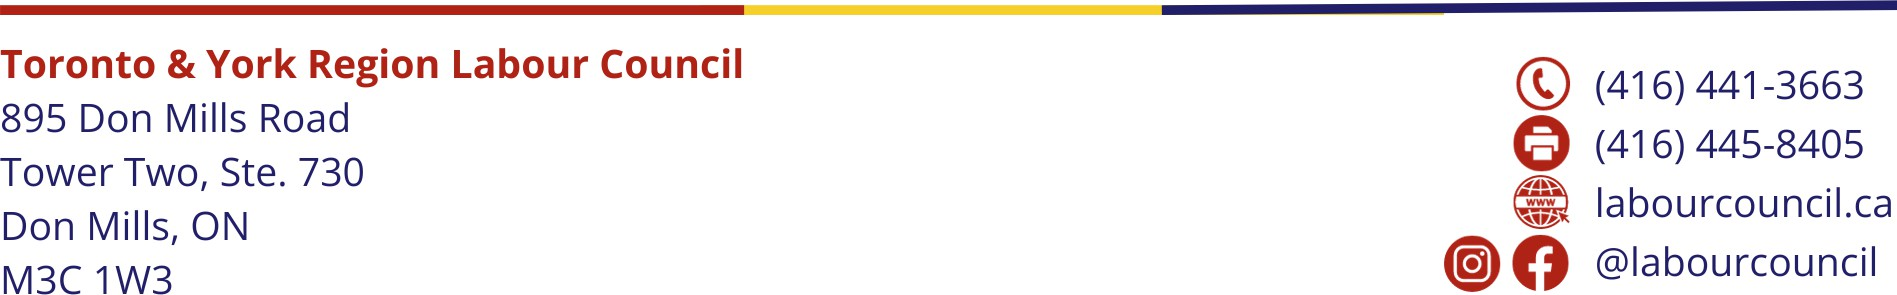 Toronto & York Region Labour Council
895 Don Mills Road
Tower Two, Ste. 730
Don Mills, ON
M3C 1W3
(416) 441-3663
(416) 445-8405
www
labourcouncil.ca
@labourcouncil